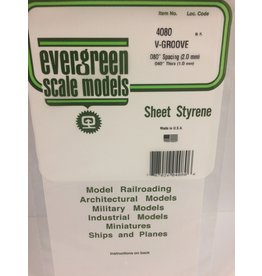 Item No. Loc. Code
4080
V-GROOVE
.080" Spacing (2.0 mm)
.040" Thick (1.0 mm)
evergreen
scale models
Sheet Styrene
Made in U.S.A.
Model Railroading
Architectural Models
Military Models
Industrial Models
Miniatures
Ships and Planes
Instructions on back